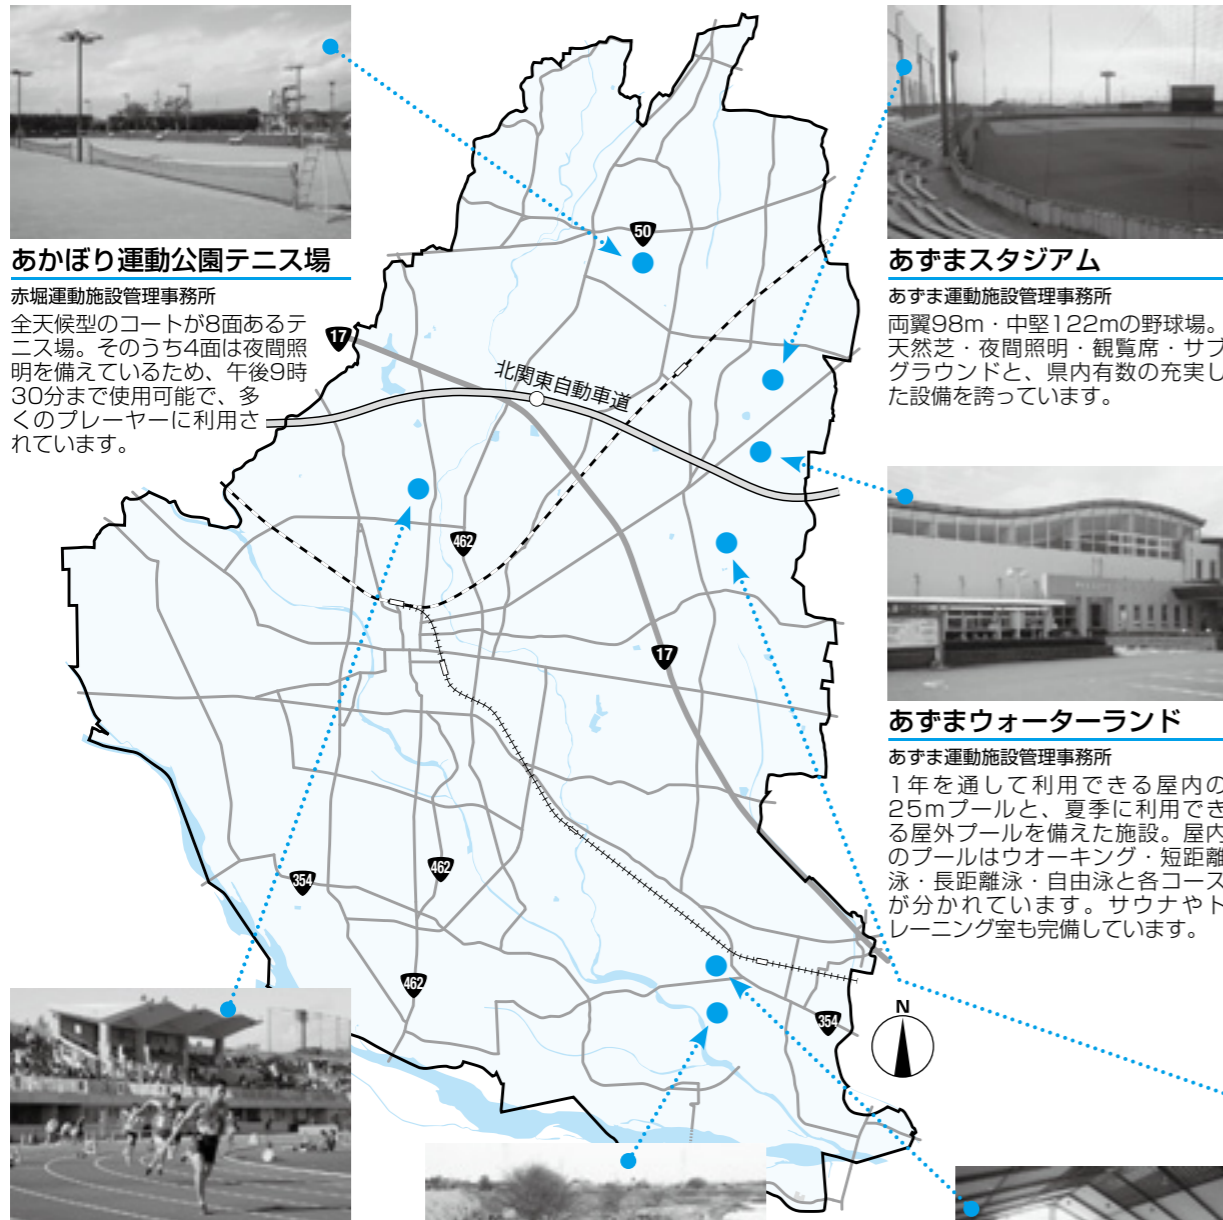 あかぼり運動公園テニス場
赤堀運動施設管理事務所
全天候型のコートが8面あるテ
ニス場。そのうち4面は夜間照
明を備えているため、午後9時
30分まで使用可能で、多
くのプレーヤーに利用さ
れています。
あずまスタジアム
あずま運動施設管理事務所
両翼98m・中堅122mの野球場。
天然芝・夜間照明・観覧席・サブ
グラウンドと、県内有数の充実し
た設備を誇っています。
あずまウォーターランド
あずま運動施設管理事務所
1年を通して利用できる屋内の
25mプールと、夏季に利用でき
る屋外プールを備えた施設。屋内
のプールはウオーキング・短距離
泳・長距離泳・自由泳と各コース
が分かれています。サウナやト
レーニング室も完備しています。
50
17
北関東自動車道
462
17
462
354
462
354
N